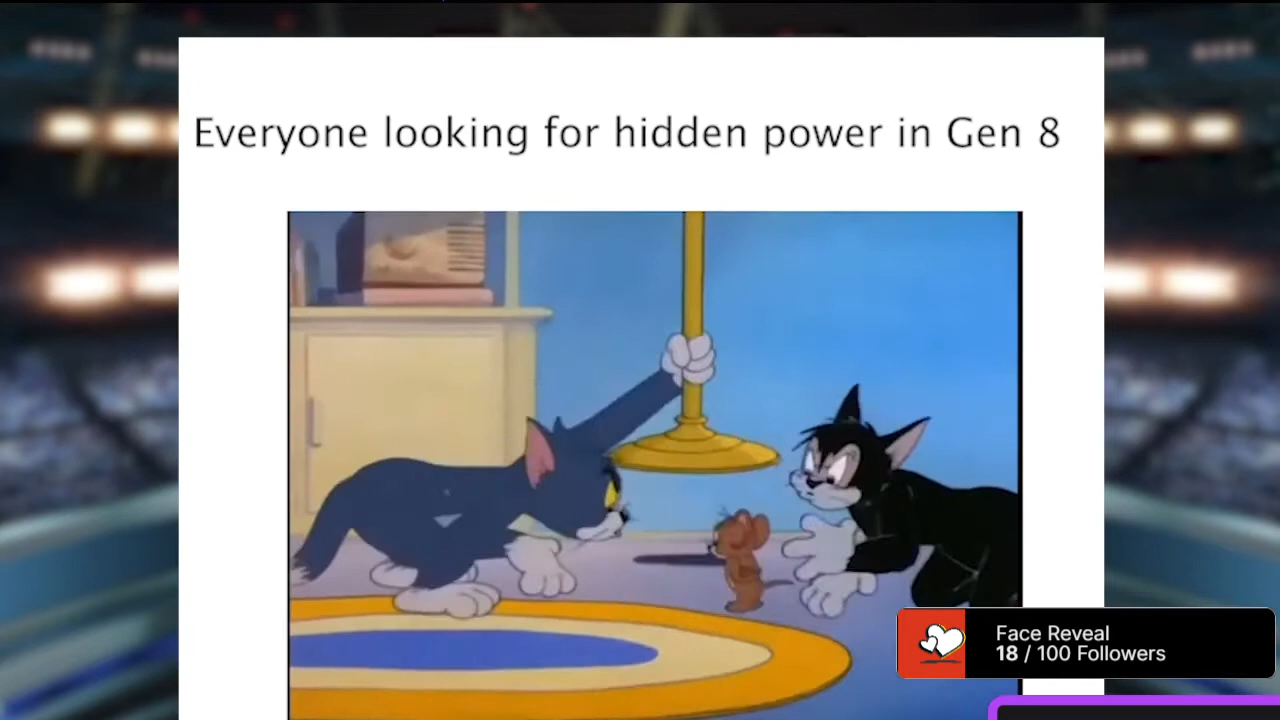 Everyone looking for hidden power in Gen 8
Face Reveal
18 / 100 Followers